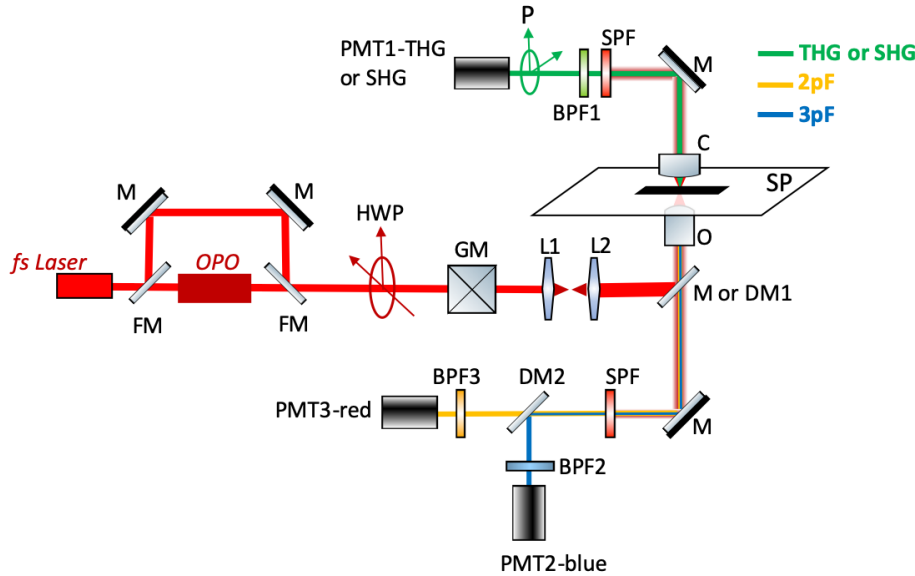 P
PMT1-THG
or SHG
SPF
M
BPF1
THG or SHG
2pF
3pF
C
SP
M
M
HWP
GM
L1
L2
O
fs Laser
OPO
M or DM1
FM
FM
BPF3
DM2
SPF
PMT3-red
M
BPF2
PMT2-blue